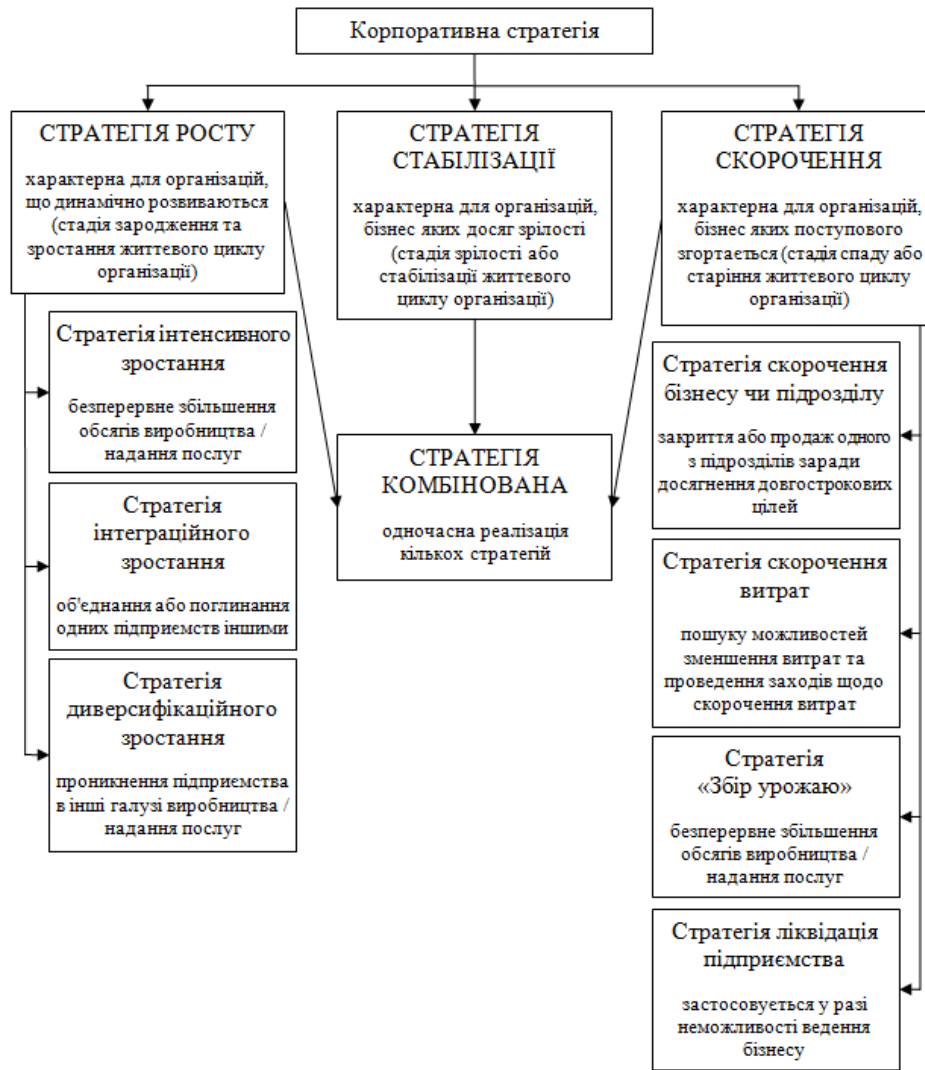 Корпоративна стратегія
СТРАТЕГІЯ РОСТУ
характерна для організацій,
що динамічно розвиваються
(стадія зародження та
зростання життєвого циклу
організації)
СТРАТЕГІЯ
СТАБІЛІЗАЦІЇ
характерна для організацій,
бізнес яких досяг зрілості
(стадія зрілості або
стабілізації життєвого
циклу організації)
СТРАТЕГІЯ
СКОРОЧЕННЯ
характерна для організацій,
бізнес яких поступового
згортається (стадія спаду або
старіння життєвого циклу
організації)
Стратегія інтенсивного
зростання
безперервне збільшення
обсягів виробництва /
надання послуг
Стратегія
інтеграційного
зростання
об'єднання або поглинання
одних підприємств іншими
Стратегія
диверсифікаційного
зростання
проникнення підприємства
в інші галузі виробництва /
надання послуг
СТРАТЕГІЯ
КОМБІНОВАНА
одночасна реалізація
кількох стратегій
Стратегія скорочення
бізнесу чи підрозділу
закриття або продаж одного
з підрозділів заради
досягнення довгострокових
цілей
Стратегія скорочення
витрат
пошуку можливостей
зменшення витрат та
проведення заходів щодо
скорочення витрат
Стратегія
«Збір урожаю»
безперервне збільшення
обсягів виробництва /
надання послуг
Стратегія ліквідація
підприємства
застосовується у разі
неможливості ведення
бізнесу